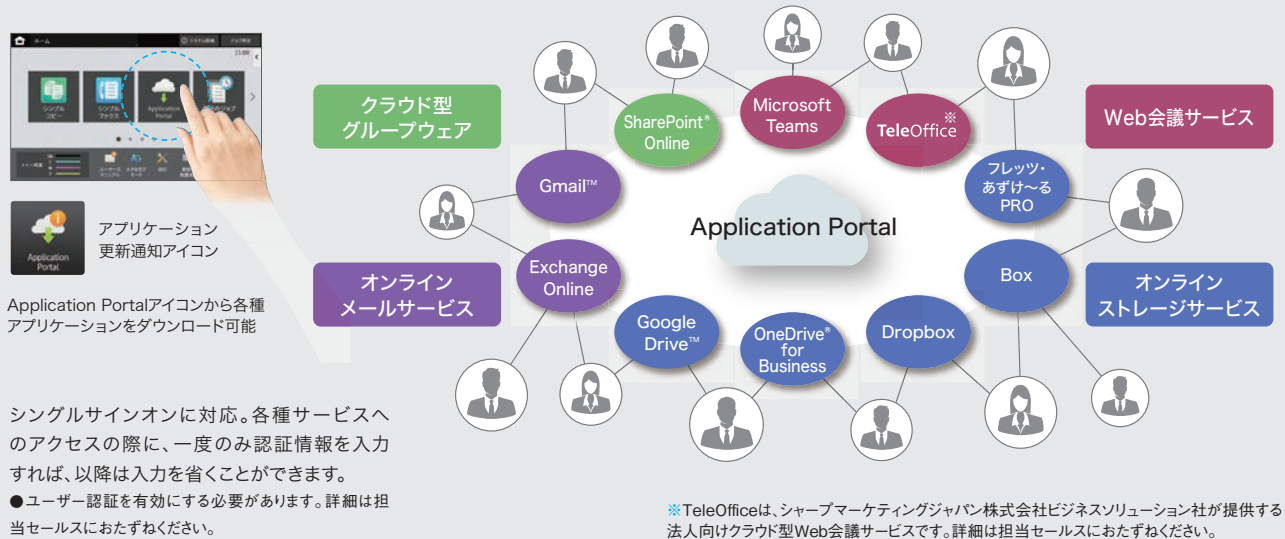 ホーム
システム情報
ジョブ状況
11:00
シンプル
コピー
シンプル
ファクス
Application
Portal
Application
Portal
アプリケーション
更新通知アイコン
Application Portalアイコンから各種
アプリケーションをダウンロード可能
シングルサインオンに対応。各種サービスへ
のアクセスの際に、一度のみ認証情報を入力
すれば、以降は入力を省くことができます。
●ユーザー認証を有効にする必要があります。詳細は担
当セールスにおたずねください。
クラウド型
グループウェア
SharePoint®
Online
Microsoft
Teams
TeleOffice※
Web会議サービス
フレッツ・
あずけ〜る
PRO
Gmail™
Application Portal
オンライン
メールサービス
Exchange
Online
Google
Drive™
OneDrive®
for
Business
Dropbox
Box
オンライン
ストレージサービス
※TeleOfficeは、シャープマーケティングジャパン株式会社ビジネスソリューション社が提供する
法人向けクラウド型Web会議サービスです。詳細は担当セールスにおたずねください。